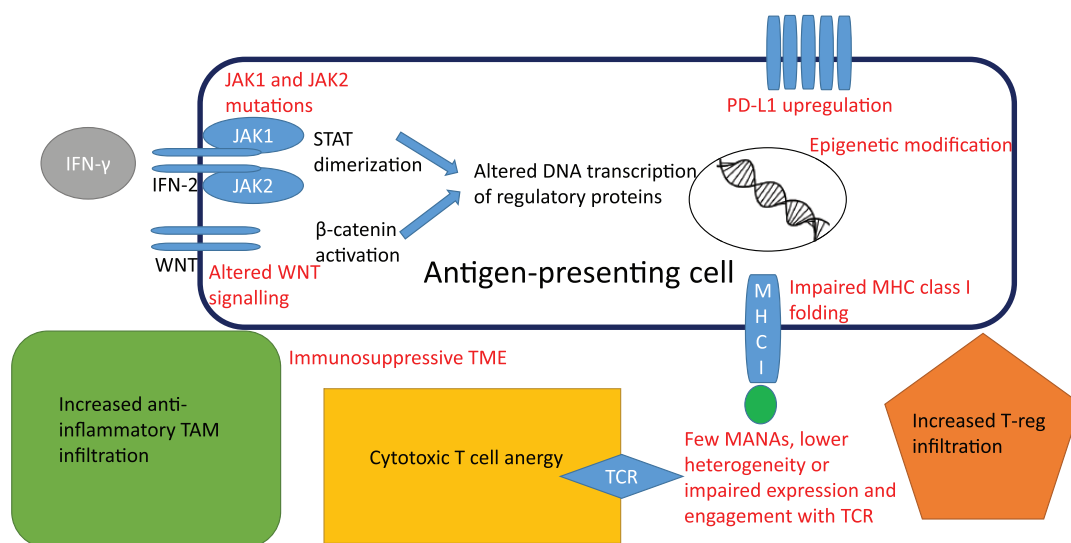 JAK1 and JAK2
mutations
JAK1
IFN-γ
IFN-2
JAK2
STAT
dimerization
WNT
β-catenin
activation
Altered WNT
signalling
Altered DNA transcription
of regulatory proteins
PD-L1 upregulation
Epigenetic modification
Antigen-presenting cell
M
H
C
I
Impaired MHC class I
folding
Immunosuppressive TME
Increased anti-
inflammatory TAM
infiltration
Cytotoxic T cell anergy
TCR
Few MANAs, lower
heterogeneity or
impaired expression and
engagement with TCR
Increased T-reg
infiltration